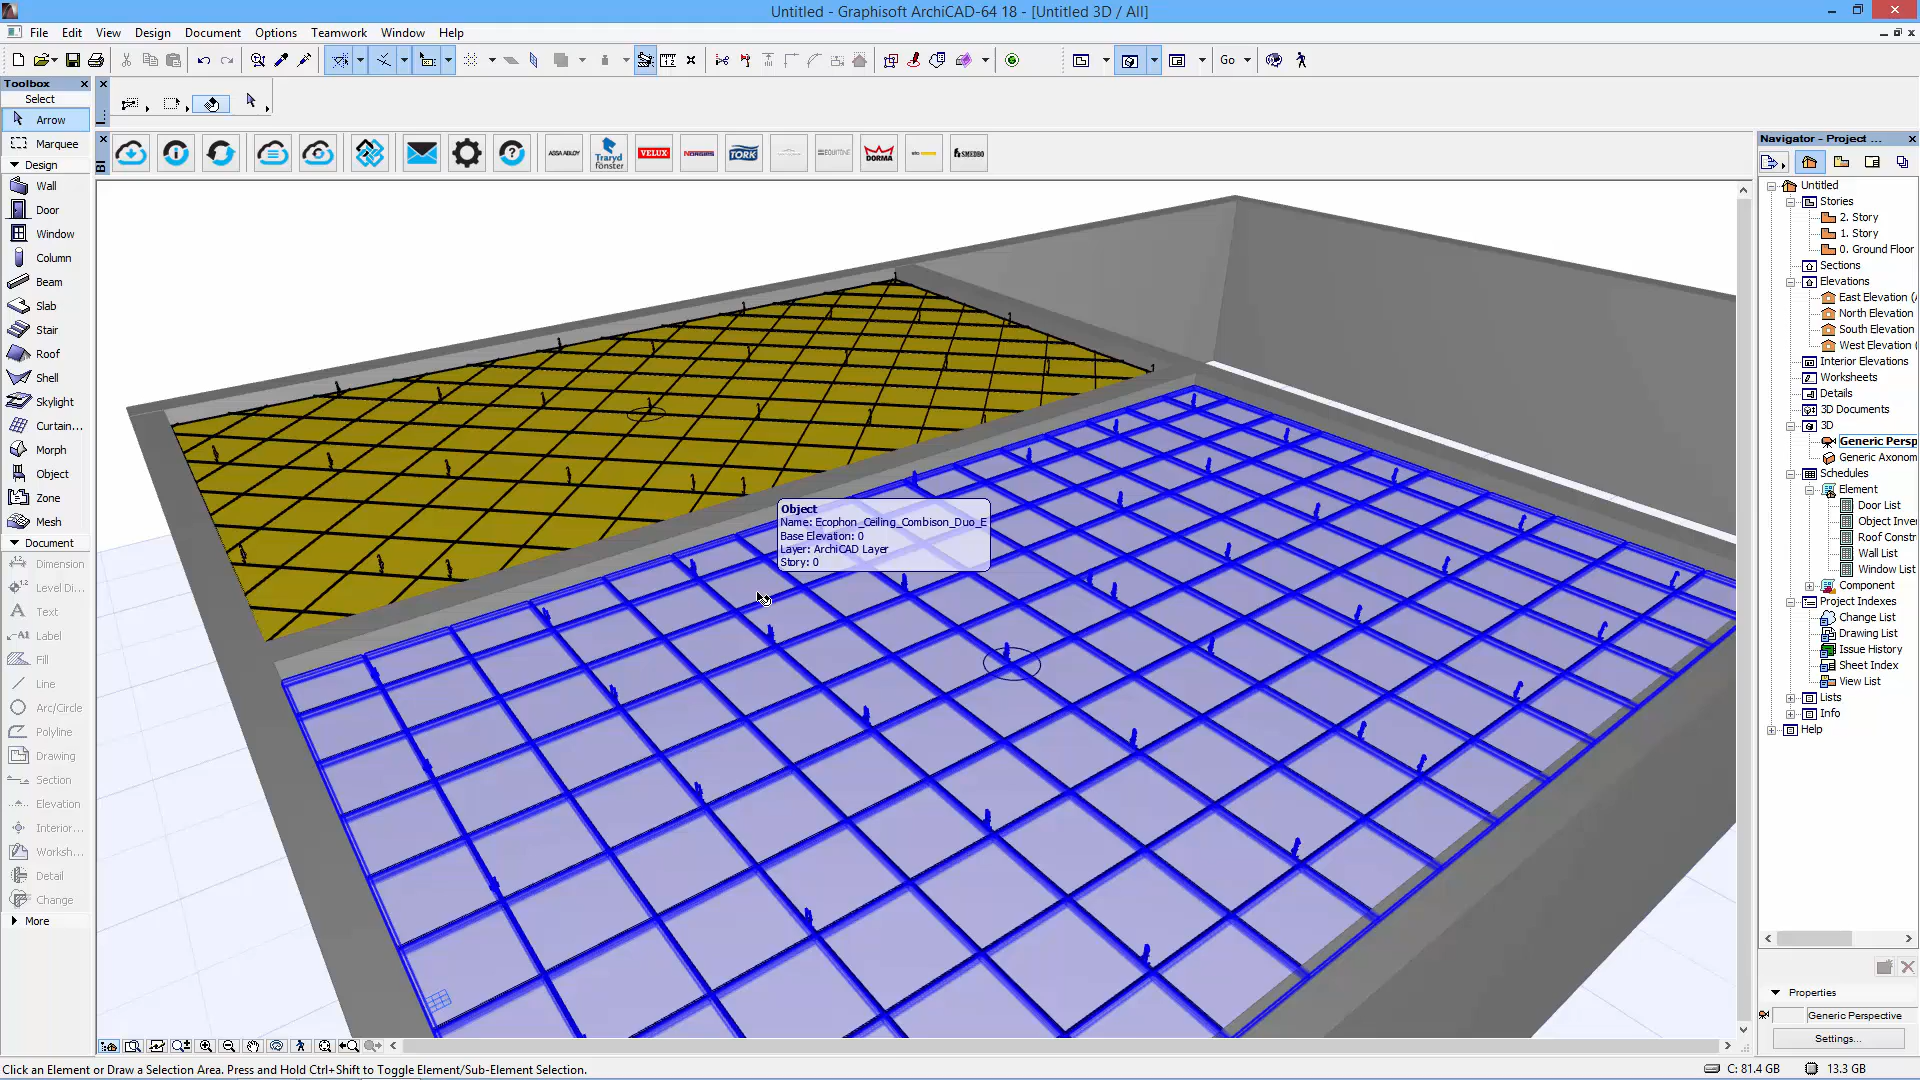 Untitled - Graphisoft ArchiCAD-64 18 - [Untitled 3D / All]
File Edit View Design Document Options Teamwork Window Help
Go
Toolbox
Select
Arrow
Marquee
Design
Wall
Door
Window
Column
Beam
Slab
Stair
Roof
Shell
Skylight
Curtain...
Morph
Object
Zone
Mesh
Document
Dimension
Level Di...
Text
Label
Fill
Line
Arc/Circle
Polyline
Drawing
Section
Elevation
Interior...
Worksh...
Detail
Change
More
ASSA ABLOY
Traryd fönster
VELUX
NORGIPS
TORK
EQUITONE
DORMA
SMEDBO
Object
Name: Ecophon_Ceiling_Combison_Duo_E
Base Elevation: 0
Layer: ArchiCAD Layer
Story: 0
Navigator - Project ...
Untitled
Stories
2. Story
1. Story
0. Ground Floor
Sections
Elevations
East Elevation (
North Elevation
South Elevation
West Elevation (
Interior Elevations
Worksheets
Details
3D Documents
3D
Generic Persp
Generic Axonom
Schedules
Element
Door List
Object Inve
Roof Constr
Wall List
Window List
Component
Project Indexes
Change List
Drawing List
Issue History
Sheet Index
View List
Lists
Info
Help
Properties
Generic Perspective
Settings...
Click an Element or Draw a Selection Area. Press and Hold Ctrl+Shift to Toggle Element/Sub-Element Selection.
C: 81.4 GB
13.3 GB